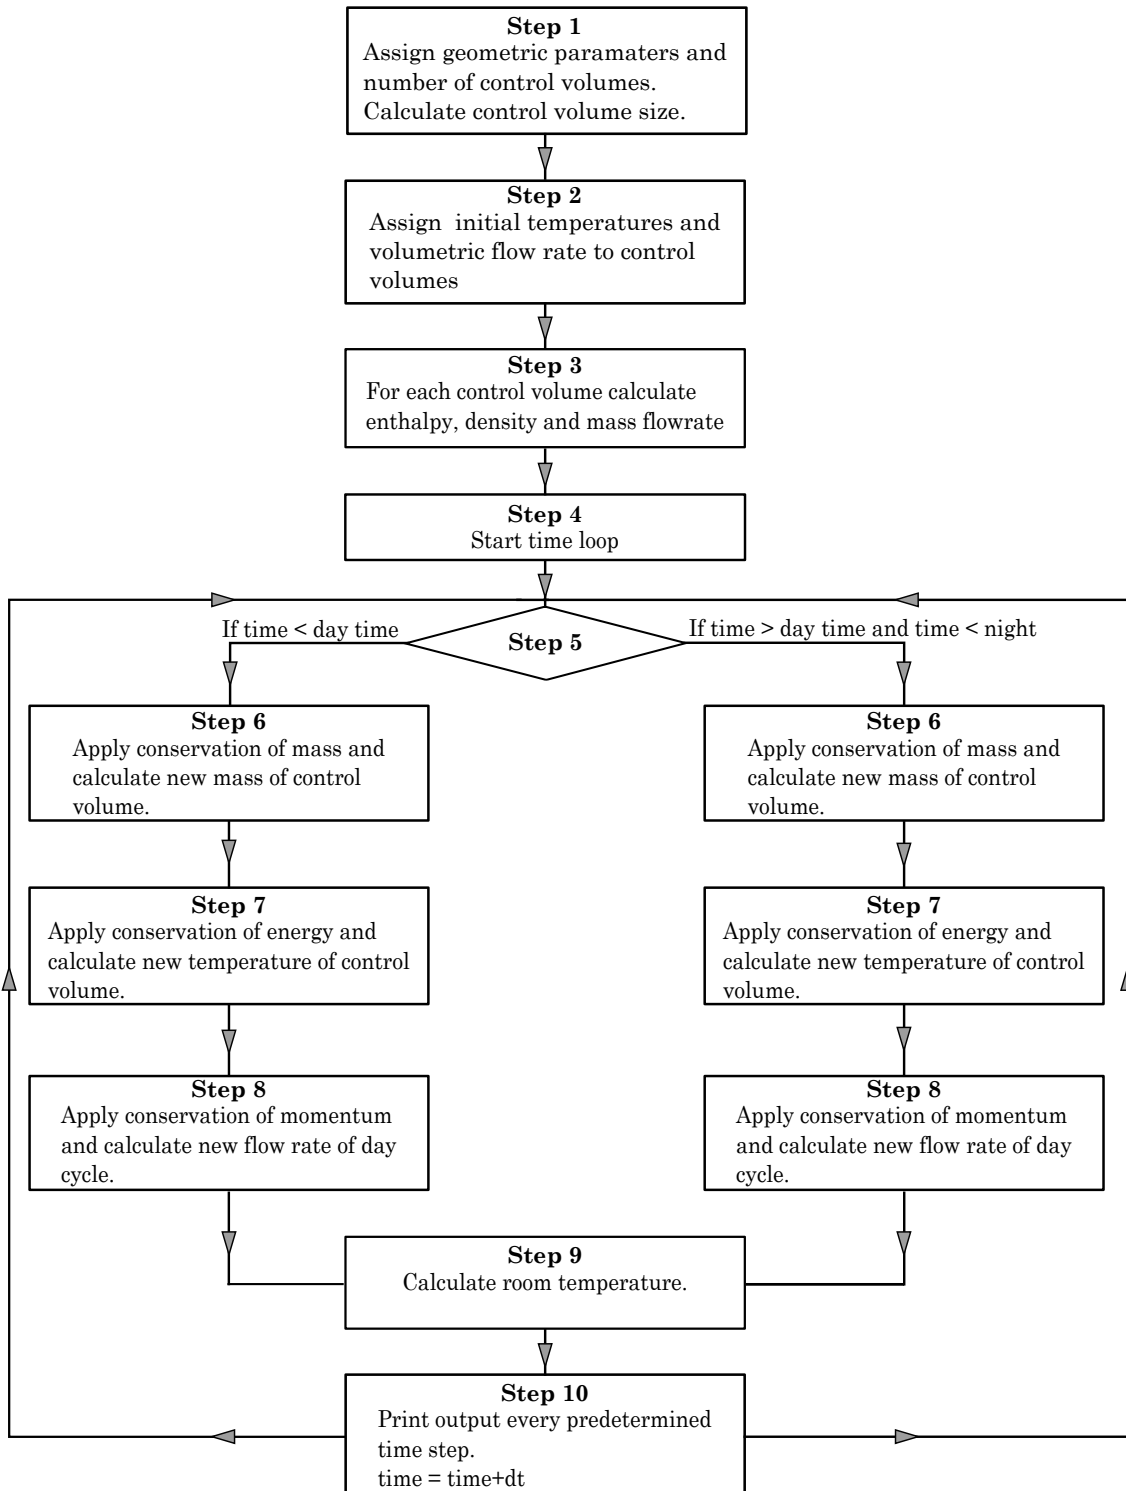 Step 1
Assign geometric paramaters and
number of control volumes.
Calculate control volume size.
Step 2
Assign initial temperatures and
volumetric flow rate to control
volumes
Step 3
For each control volume calculate
enthalpy, density and mass flowrate
Step 4
Start time loop
If time < day time
Step 5
If time > day time and time < night
Step 6
Apply conservation of mass and
calculate new mass of control
volume.
Step 6
Apply conservation of mass and
calculate new mass of control
volume.
Step 7
Apply conservation of energy and
calculate new temperature of control
volume.
Step 7
Apply conservation of energy and
calculate new temperature of control
volume.
Step 8
Apply conservation of momentum
and calculate new flow rate of day
cycle.
Step 8
Apply conservation of momentum
and calculate new flow rate of day
cycle.
Step 9
Calculate room temperature.
Step 10
Print output every predetermined
time step.
time = time+dt